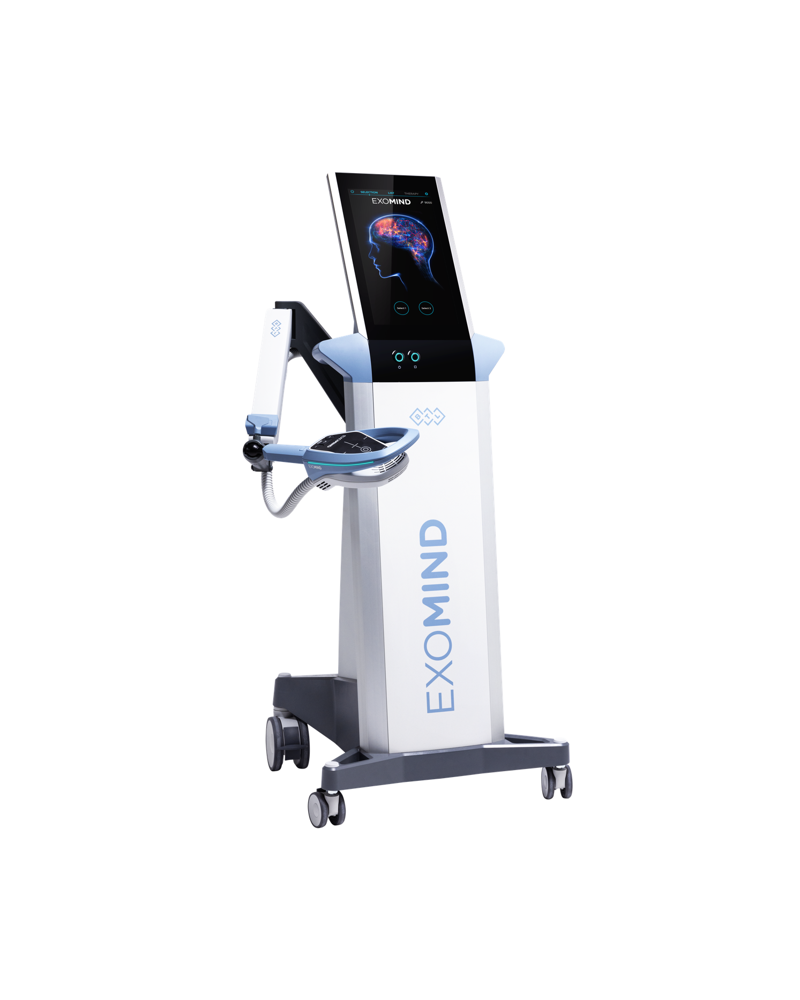 SELECTION LIST THERAPY
EXOMIND
9000
Select 1 Select 2
BTL
BTL
EXOMIND
EXOMIND
EXOMIND